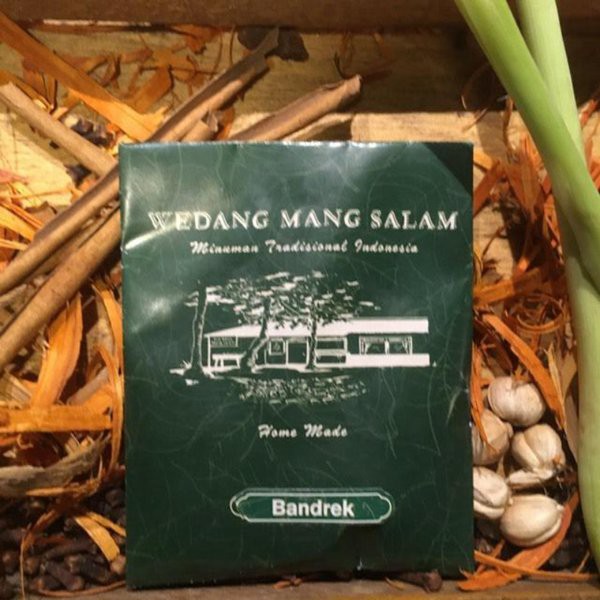 WEDANG MANG SALAM
Minuman Tradisional Indonesia
Home Made
Bandrek